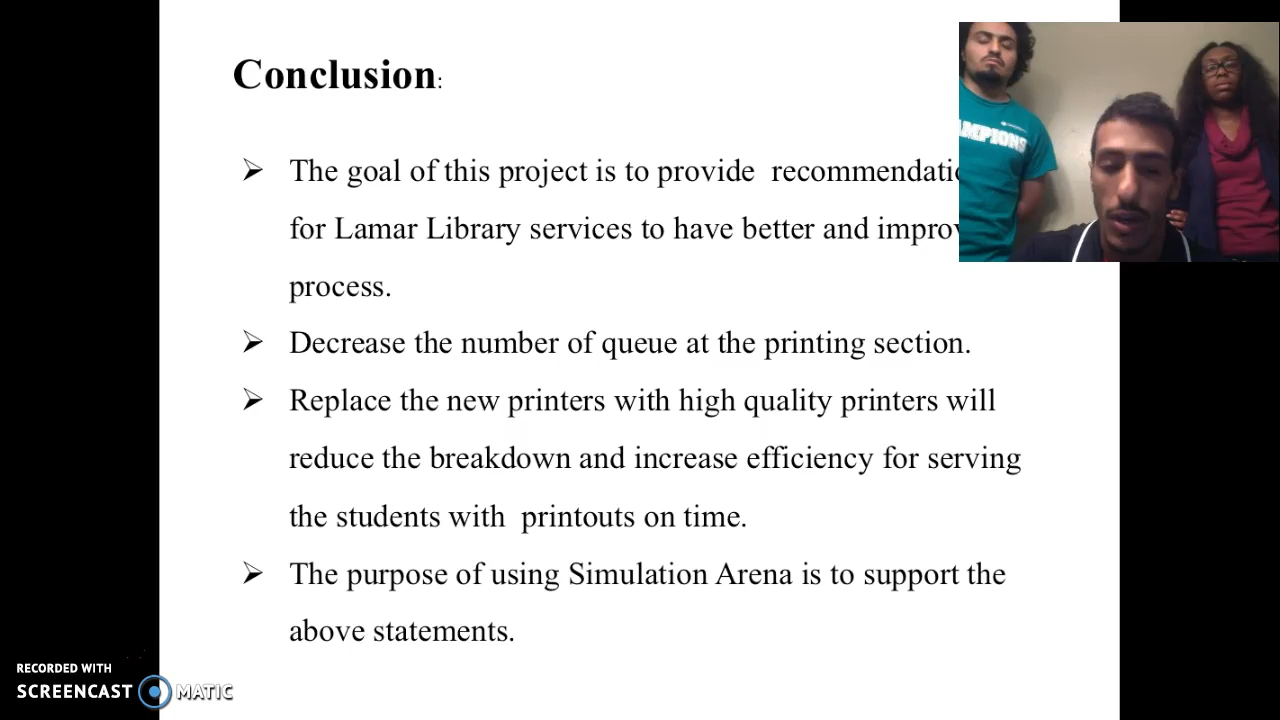 Conclusion:
➢ The goal of this project is to provide recommendatio
for Lamar Library services to have better and improv
process.
➢ Decrease the number of queue at the printing section.
➢ Replace the new printers with high quality printers will
reduce the breakdown and increase efficiency for serving
the students with printouts on time.
➢ The purpose of using Simulation Arena is to support the
above statements.
AMPIONS
RECORDED WITH
SCREENCAST MATIC